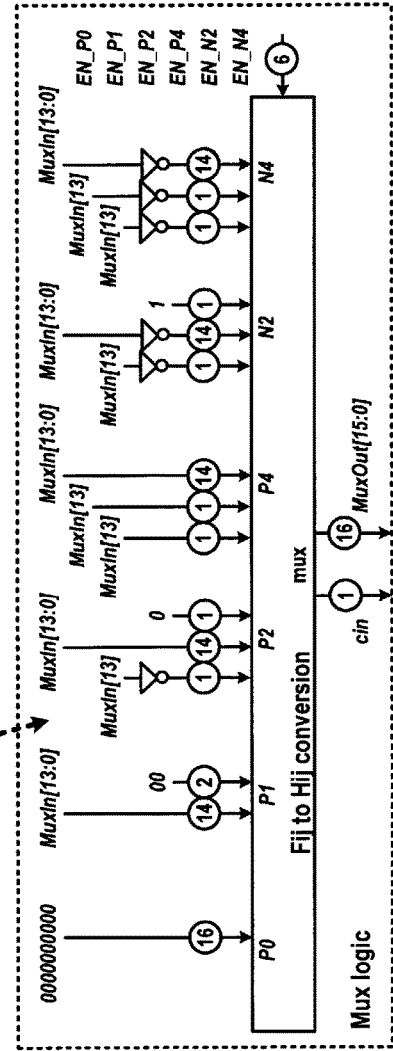 0000000000
MuxIn[13:0]
MuxIn[13:0]
MuxIn[13:0]
MuxIn[13:0]
MuxIn[13:0]
EN_P0
EN_P1
EN_P2
EN_P4
EN_N2
EN_N4
00
MuxIn[13]
0
MuxIn[13]
MuxIn[13]
MuxIn[13]
1
MuxIn[13]
MuxIn[13]
16
14
2
1
14
1
1
1
14
1
14
1
1
1
14
6
P0
P1
P2
P4
N2
N4
Fij to Hij conversion
mux
Mux logic
1
16
cin
MuxOut[15:0]